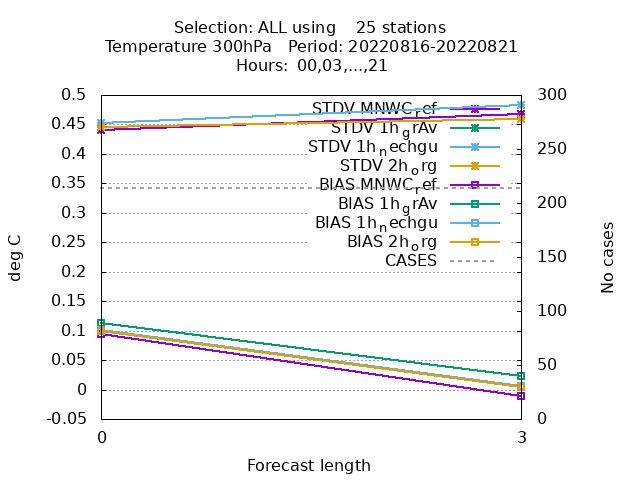 Selection: ALL using    25 stations
Temperature 300hPa   Period: 20220816-20220821
Hours: 00,03,...,21
0.5
0.45
0.4
0.35
0.3
0.25
0.2
0.15
0.1
0.05
0
-0.05
deg C
STDV MNWC_ref
STDV 1h_grAv
STDV 1h_nechgu
STDV 2h_org
BIAS MNWC_ref
BIAS 1h_grAv
BIAS 1h_nechgu
BIAS 2h_org
CASES
300
250
200
150
100
50
0
No cases
0
3
Forecast length